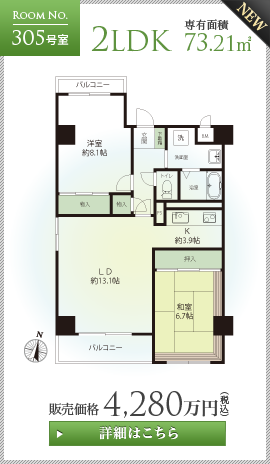 ROOM NO.
305号室
2LDK
専有面積
73.21㎡
NEW
バルコニー
洋室
約8.1帖
玄関
下足箱
洗
S.M.
洗面室
トイレ
浴室
物入
物入
K
約3.9帖
LD
約13.1帖
押入
和室
6.7帖
バルコニー
N
販売価格 4,280万円(税込)
詳細はこちら